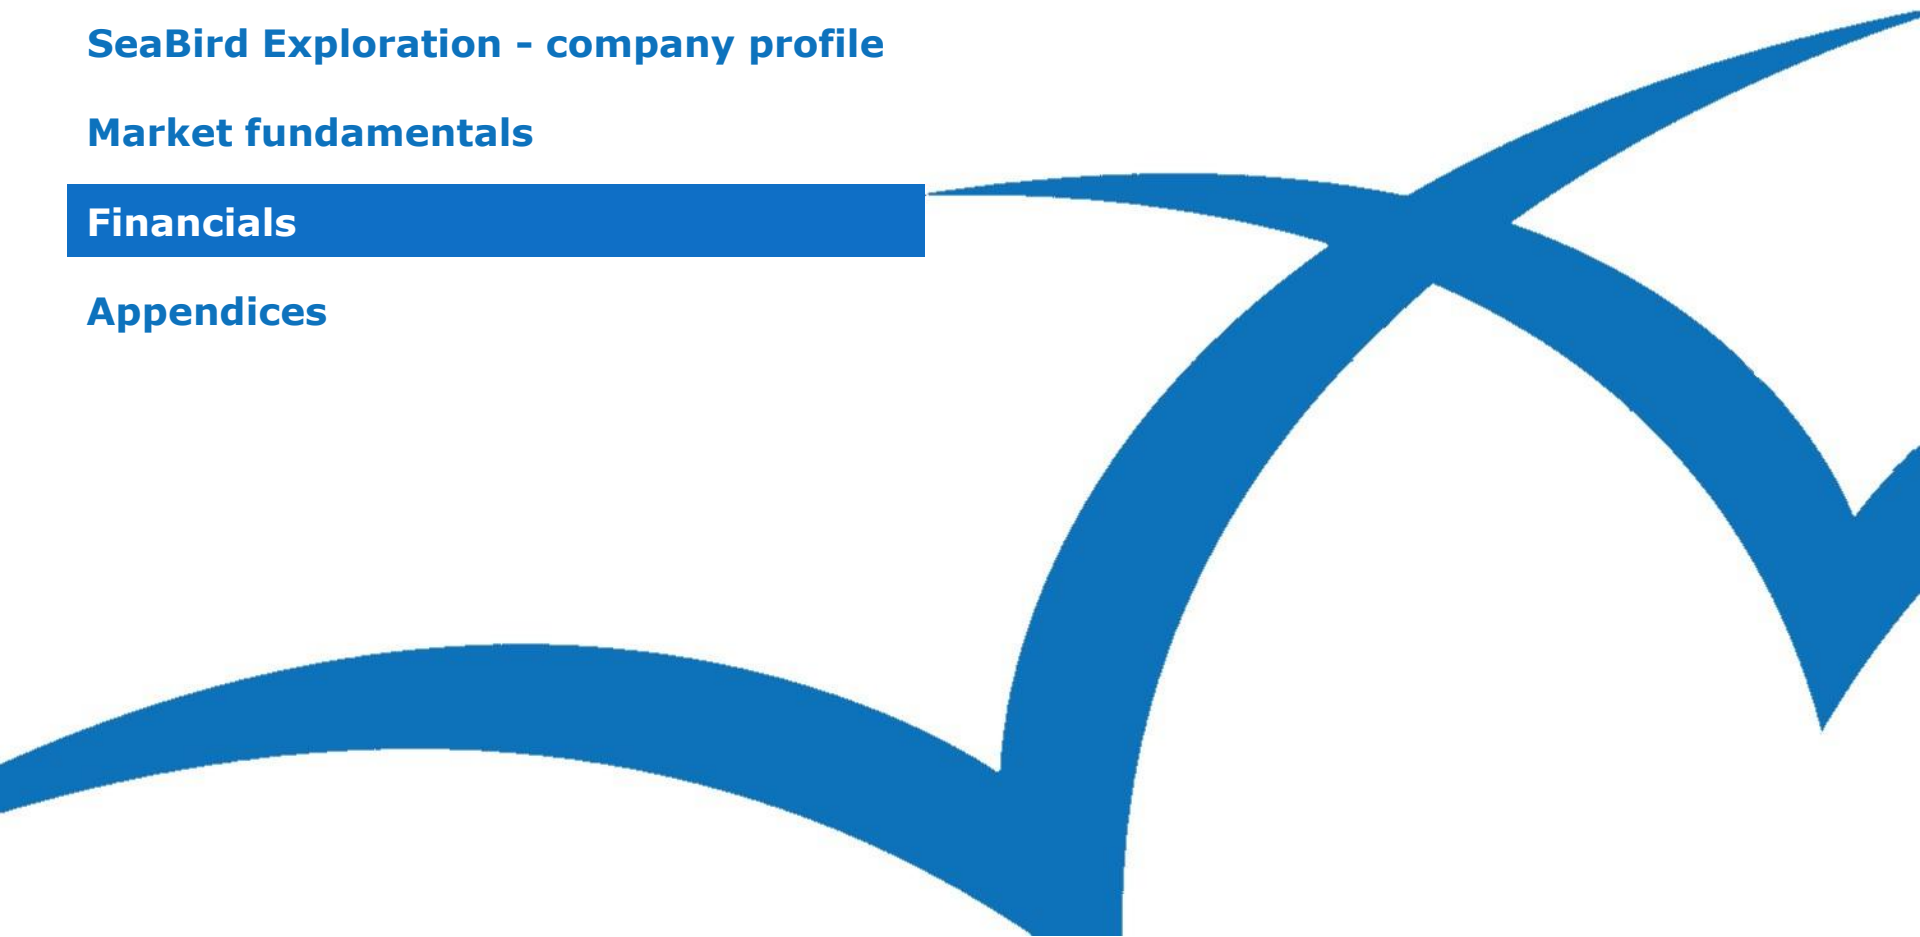 SeaBird Exploration – company profile
Market fundamentals
Financials
Appendices